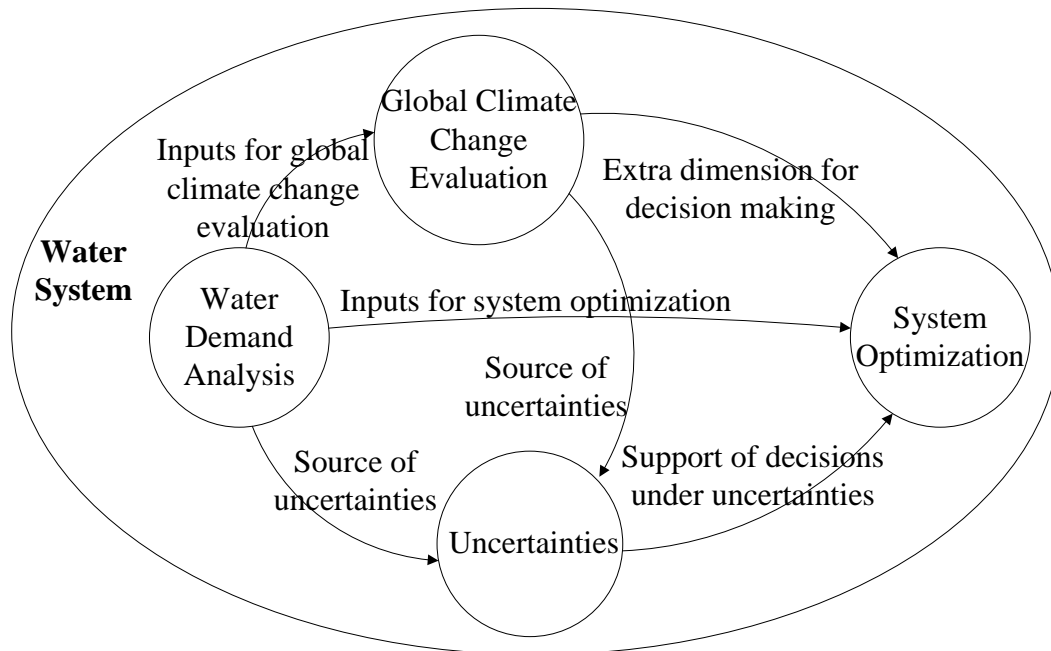 Global Climate
Change
Evaluation
Inputs for global
climate change
evaluation
Extra dimension for
decision making
Water
System
Water
Demand
Analysis
Inputs for system optimization
System
Optimization
Source of
uncertainties
Source of
uncertainties
Support of decisions
under uncertainties
Uncertainties